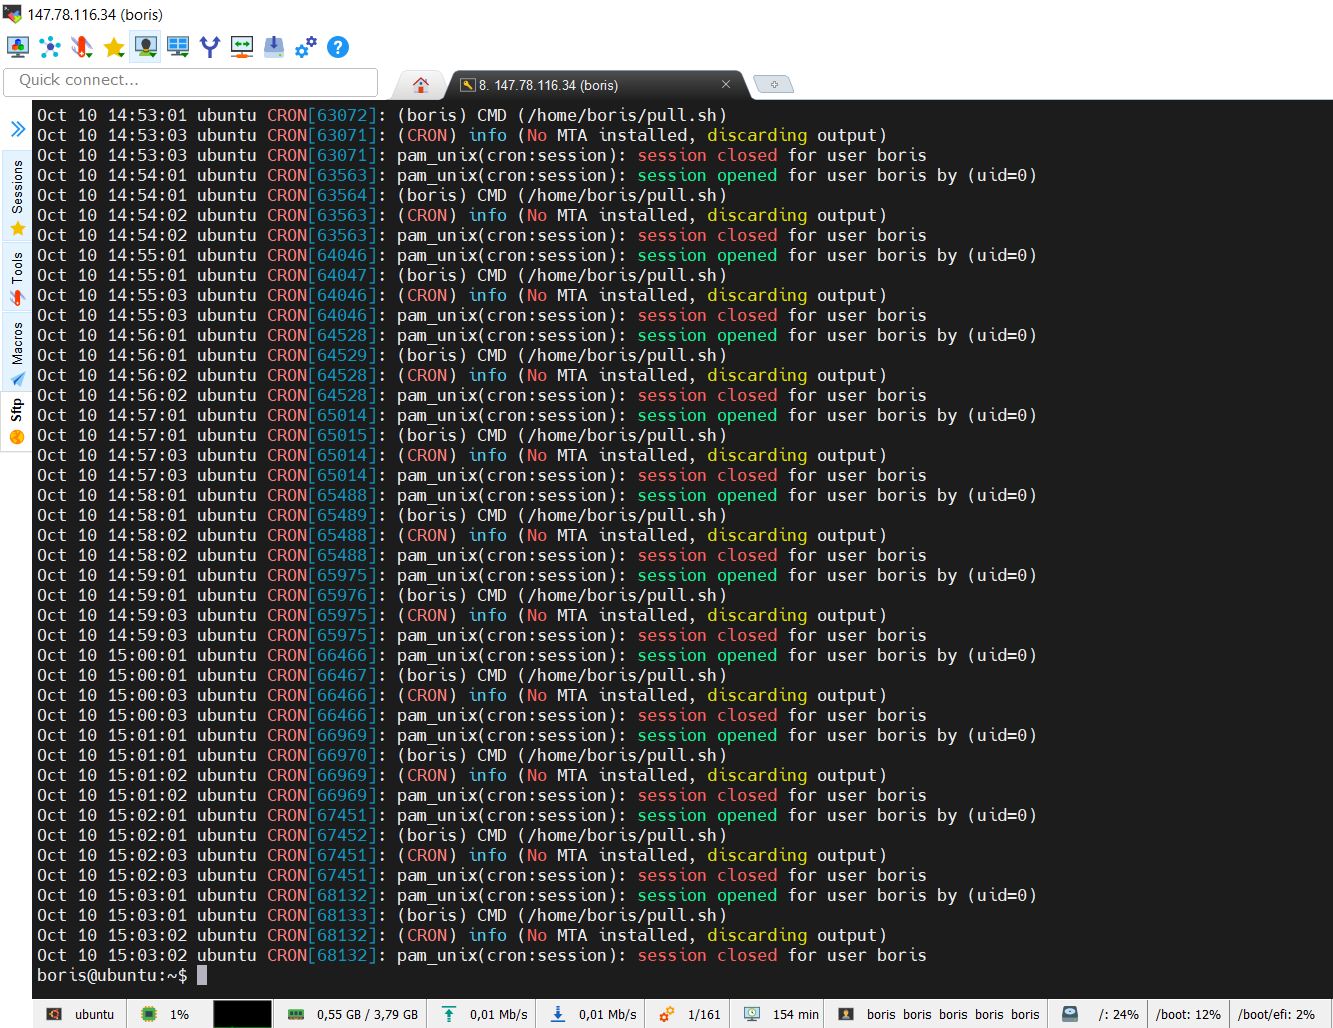 147.78.116.34 (boris)
Quick connect...
8. 147.78.116.34 (boris)
Sessions
Tools
Macros
Sftp
Oct 10 14:53:01 ubuntu CRON[63072]: (boris) CMD (/home/boris/pull.sh)
Oct 10 14:53:03 ubuntu CRON[63071]: (CRON) info (No MTA installed, discarding output)
Oct 10 14:53:03 ubuntu CRON[63071]: pam_unix(cron:session): session closed for user boris
Oct 10 14:54:01 ubuntu CRON[63563]: pam_unix(cron:session): session opened for user boris by (uid=0)
Oct 10 14:54:01 ubuntu CRON[63564]: (boris) CMD (/home/boris/pull.sh)
Oct 10 14:54:02 ubuntu CRON[63563]: (CRON) info (No MTA installed, discarding output)
Oct 10 14:54:02 ubuntu CRON[63563]: pam_unix(cron:session): session closed for user boris
Oct 10 14:55:01 ubuntu CRON[64046]: pam_unix(cron:session): session opened for user boris by (uid=0)
Oct 10 14:55:01 ubuntu CRON[64047]: (boris) CMD (/home/boris/pull.sh)
Oct 10 14:55:03 ubuntu CRON[64046]: (CRON) info (No MTA installed, discarding output)
Oct 10 14:55:03 ubuntu CRON[64046]: pam_unix(cron:session): session closed for user boris
Oct 10 14:56:01 ubuntu CRON[64528]: pam_unix(cron:session): session opened for user boris by (uid=0)
Oct 10 14:56:01 ubuntu CRON[64529]: (boris) CMD (/home/boris/pull.sh)
Oct 10 14:56:02 ubuntu CRON[64528]: (CRON) info (No MTA installed, discarding output)
Oct 10 14:56:02 ubuntu CRON[64528]: pam_unix(cron:session): session closed for user boris
Oct 10 14:57:01 ubuntu CRON[65014]: pam_unix(cron:session): session opened for user boris by (uid=0)
Oct 10 14:57:01 ubuntu CRON[65015]: (boris) CMD (/home/boris/pull.sh)
Oct 10 14:57:03 ubuntu CRON[65014]: (CRON) info (No MTA installed, discarding output)
Oct 10 14:57:03 ubuntu CRON[65014]: pam_unix(cron:session): session closed for user boris
Oct 10 14:58:01 ubuntu CRON[65488]: pam_unix(cron:session): session opened for user boris by (uid=0)
Oct 10 14:58:01 ubuntu CRON[65489]: (boris) CMD (/home/boris/pull.sh)
Oct 10 14:58:02 ubuntu CRON[65488]: (CRON) info (No MTA installed, discarding output)
Oct 10 14:58:02 ubuntu CRON[65488]: pam_unix(cron:session): session closed for user boris
Oct 10 14:59:01 ubuntu CRON[65975]: pam_unix(cron:session): session opened for user boris by (uid=0)
Oct 10 14:59:01 ubuntu CRON[65976]: (boris) CMD (/home/boris/pull.sh)
Oct 10 14:59:03 ubuntu CRON[65975]: (CRON) info (No MTA installed, discarding output)
Oct 10 14:59:03 ubuntu CRON[65975]: pam_unix(cron:session): session closed for user boris
Oct 10 15:00:01 ubuntu CRON[66466]: pam_unix(cron:session): session opened for user boris by (uid=0)
Oct 10 15:00:01 ubuntu CRON[66467]: (boris) CMD (/home/boris/pull.sh)
Oct 10 15:00:03 ubuntu CRON[66466]: (CRON) info (No MTA installed, discarding output)
Oct 10 15:00:03 ubuntu CRON[66466]: pam_unix(cron:session): session closed for user boris
Oct 10 15:01:01 ubuntu CRON[66969]: pam_unix(cron:session): session opened for user boris by (uid=0)
Oct 10 15:01:01 ubuntu CRON[66970]: (boris) CMD (/home/boris/pull.sh)
Oct 10 15:01:02 ubuntu CRON[66969]: (CRON) info (No MTA installed, discarding output)
Oct 10 15:01:02 ubuntu CRON[66969]: pam_unix(cron:session): session closed for user boris
Oct 10 15:02:01 ubuntu CRON[67451]: pam_unix(cron:session): session opened for user boris by (uid=0)
Oct 10 15:02:01 ubuntu CRON[67452]: (boris) CMD (/home/boris/pull.sh)
Oct 10 15:02:03 ubuntu CRON[67451]: (CRON) info (No MTA installed, discarding output)
Oct 10 15:02:03 ubuntu CRON[67451]: pam_unix(cron:session): session closed for user boris
Oct 10 15:03:01 ubuntu CRON[68132]: pam_unix(cron:session): session opened for user boris by (uid=0)
Oct 10 15:03:01 ubuntu CRON[68133]: (boris) CMD (/home/boris/pull.sh)
Oct 10 15:03:02 ubuntu CRON[68132]: (CRON) info (No MTA installed, discarding output)
Oct 10 15:03:02 ubuntu CRON[68132]: pam_unix(cron:session): session closed for user boris
boris@ubuntu:~$
ubuntu 1% 0,55 GB / 3,79 GB 0,01 Mb/s 0,01 Mb/s 1/161 154 min boris boris boris boris boris /: 24% /boot: 12% /boot/efi: 2%